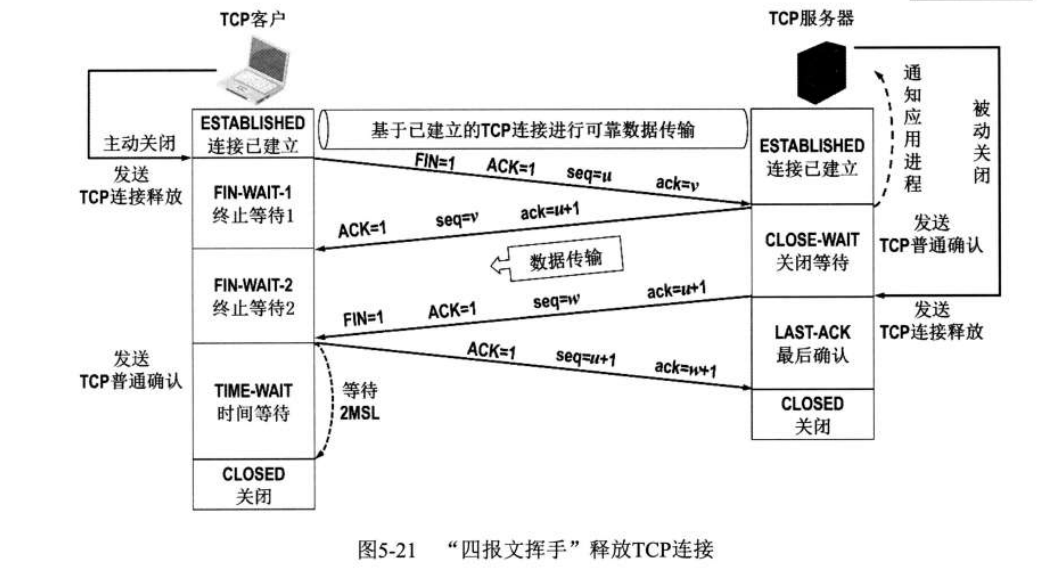 TCP客户
TCP服务器
主动关闭
ESTABLISHED
连接已建立
基于已建立的TCP连接进行可靠数据传输
ESTABLISHED
连接已建立
通知应用进程
被动关闭
发送
TCP连接释放
FIN-WAIT-1
终止等待1
FIN=1 ACK=1 seq=u ack=v
ACK=1 seq=v ack=u+1
CLOSE-WAIT
关闭等待
发送
TCP普通确认
数据传输
FIN-WAIT-2
终止等待2
FIN=1 ACK=1 seq=w ack=u+1
发送
TCP连接释放
LAST-ACK
最后确认
发送
TCP普通确认
ACK=1 seq=u+1 ack=w+1
TIME-WAIT
时间等待
等待
2MSL
CLOSED
关闭
CLOSED
关闭
图5-21 “四报文挥手”释放TCP连接